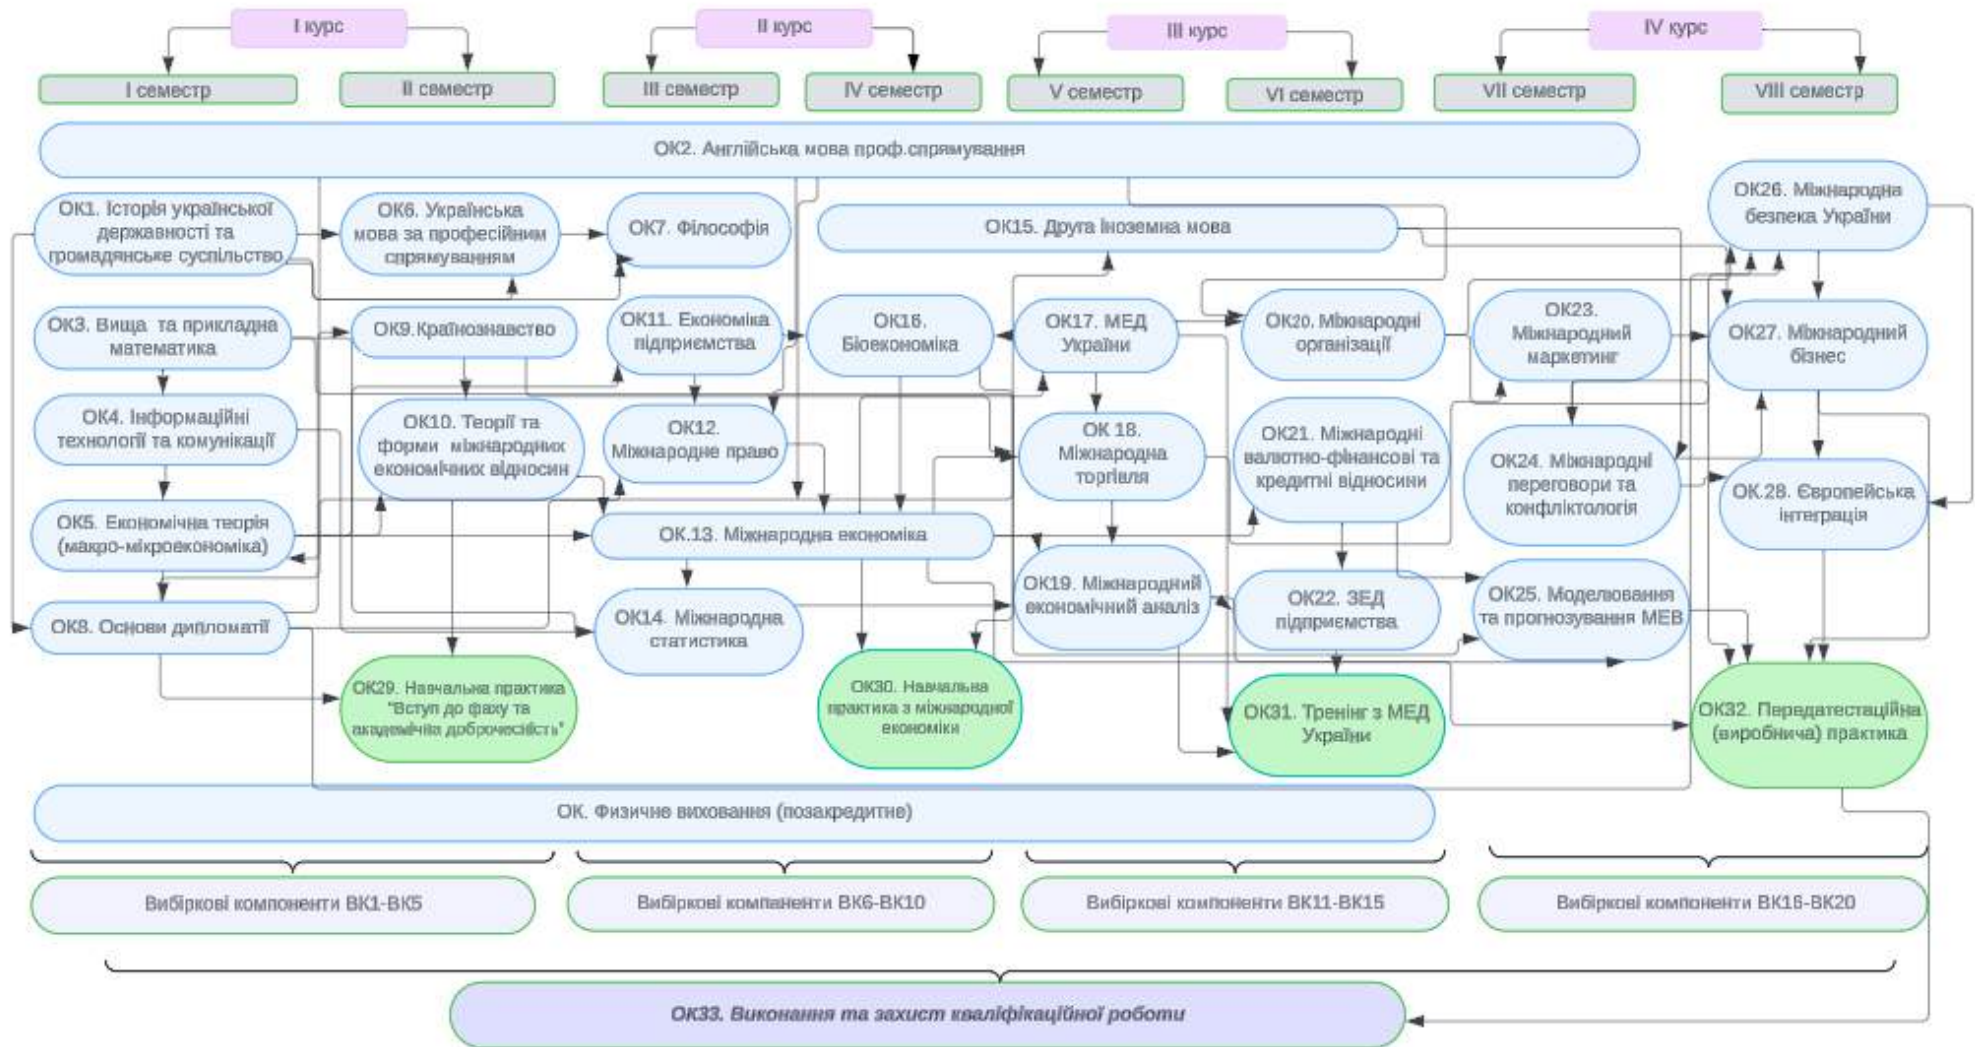 I курс
II курс
III курс
IV курс
I семестр
II семестр
III семестр
IV семестр
V семестр
VI семестр
VII семестр
VIII семестр
ОК2. Англійська мова проф.спрямування
ОК1. Історія української
державності та
громадянське суспільство
ОК6. Українська
мова за професійним
спрямуванням
ОК7. Філософія
ОК15. Друга іноземна мова
ОК26. Міжнародна
безпека України
ОК3. Вища та прикладна
математика
ОК9.Країнознавство
ОК11. Економіка
підприємства
ОК16.
Біоекономіка
ОК17. МЕД
України
ОК20. Міжнародні
організації
ОК23.
Міжнародний
маркетинг
ОК27. Міжнародний
бізнес
ОК4. Інформаційні
технології та комунікації
ОК10. Теорії та
форми міжнародних
економічних відносин
ОК12.
Міжнародне право
ОК 18.
Міжнародна
торгівля
ОК21. Міжнародні
валютно-фінансові та
кредитні відносини
ОК24. Міжнародні
переговори та
конфліктологія
ОК.28. Європейська
інтеграція
ОК5. Економічна теорія
(макро-мікроекономіка)
ОК.13. Міжнародна економіка
ОК19. Міжнародний
економічний аналіз
ОК22. ЗЕД
підприємства
ОК25. Моделювання
та прогнозування МЕВ
ОК8. Основи дипломатії
ОК14. Міжнародна
статистика
ОК29. Навчальна практика
"Вступ до фаху та
академічна доброчесність"
ОК30. Навчальна
практика з міжнародної
економіки
ОК31. Тренінг з МЕД
України
ОК32. Передатестаційна
(виробнича) практика
ОК. Физичне виховання (позакредитне)
Вибіркові компоненти ВК1-ВК5
Вибіркові компаненти ВК6-ВК10
Вибіркові компоненти ВК11-ВК15
Вибіркові компоненти ВК16-ВК20
ОК33. Виконання та захист кваліфікаційної роботи